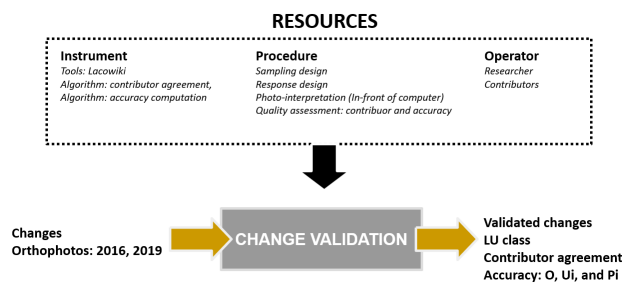 RESOURCES
Instrument
Tools: Lacowiki
Algorithm: contributor agreement,
Algorithm: accuracy computation
Procedure
Sampling design
Response design
Photo-interpretation (In-front of computer)
Quality assessment: contribuor and accuracy
Operator
Researcher
Contributors
Changes
Orthophotos: 2016, 2019
CHANGE VALIDATION
Validated changes
LU class
Contributor agreement
Accuracy: O, Ui, and Pi